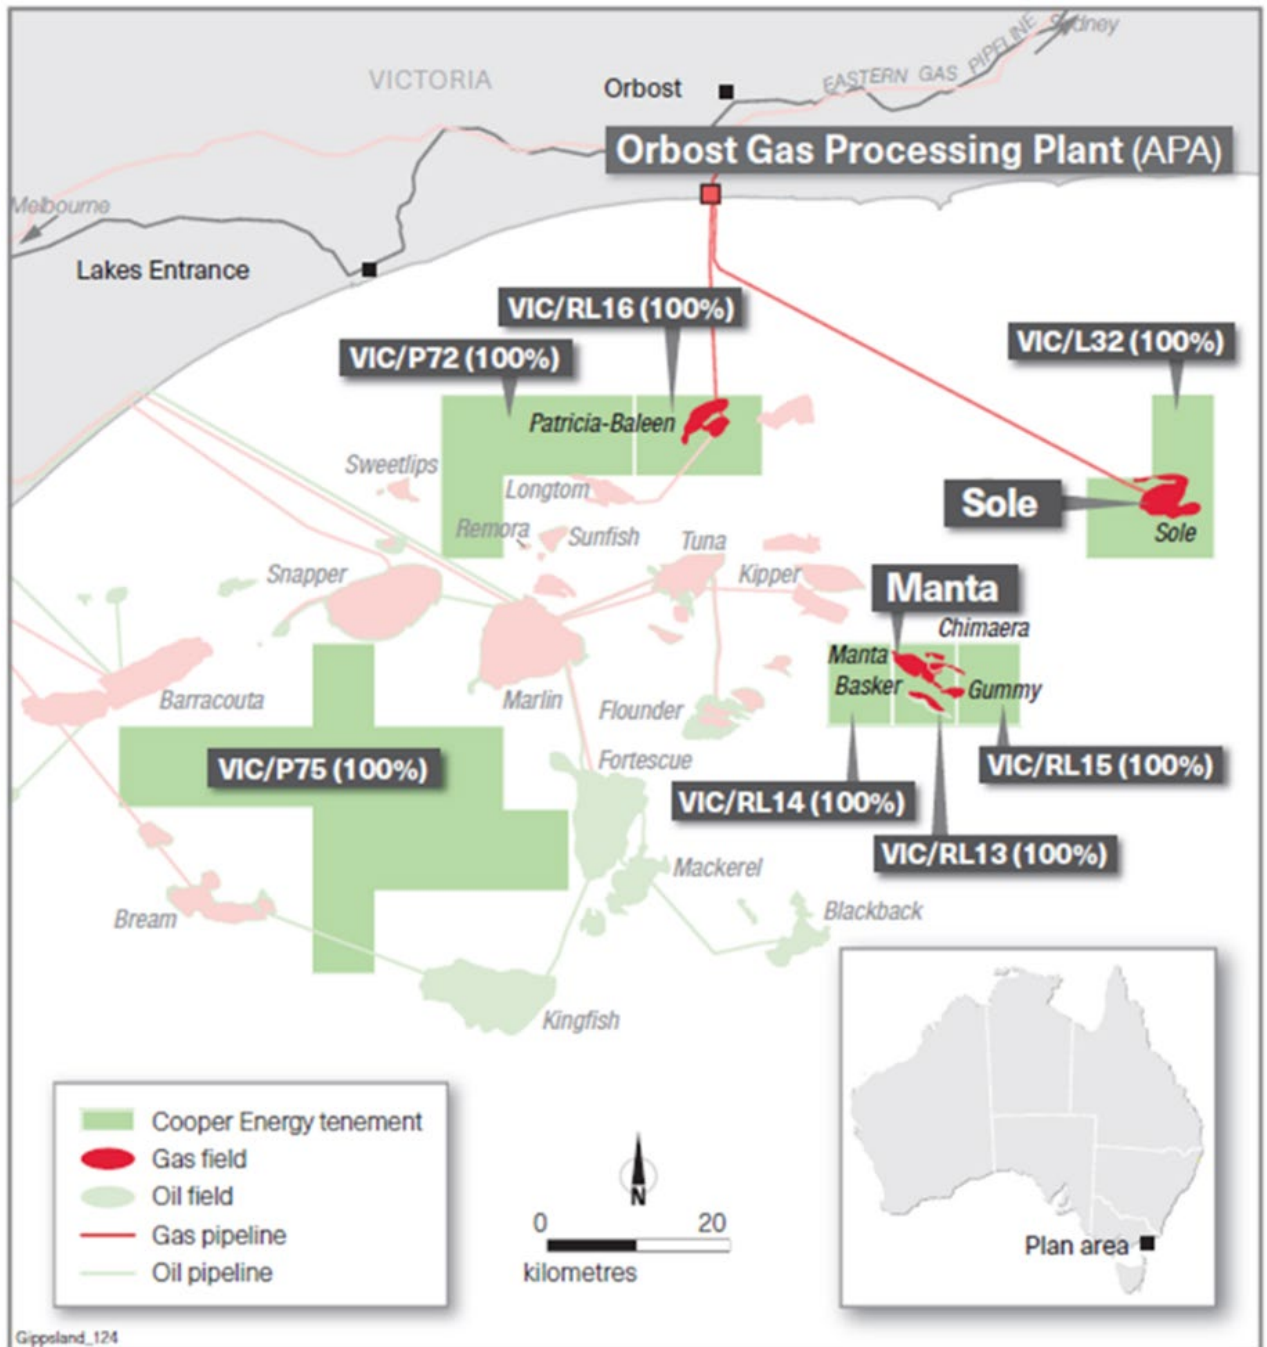 Sydney
EASTERN GAS PIPELINE
VICTORIA
Orbost
Orbost Gas Processing Plant (APA)
Melbourne
Lakes Entrance
VIC/RL16 (100%)
VIC/P72 (100%)
VIC/L32 (100%)
Patricia-Baleen
Sweetlips
Longtom
Sole
Remora
Sunfish
Sole
Tuna
Snapper
Kipper
Manta
Chimaera
Manta
Basker
Gummy
Barracouta
Marlin
Flounder
Fortescue
VIC/P75 (100%)
VIC/RL15 (100%)
VIC/RL14 (100%)
VIC/RL13 (100%)
Mackerel
Bream
Blackback
Kingfish
Cooper Energy tenement
Gas field
Oil field
Gas pipeline
Oil pipeline
N
0 20
kilometres
Plan area
Gippsland_124